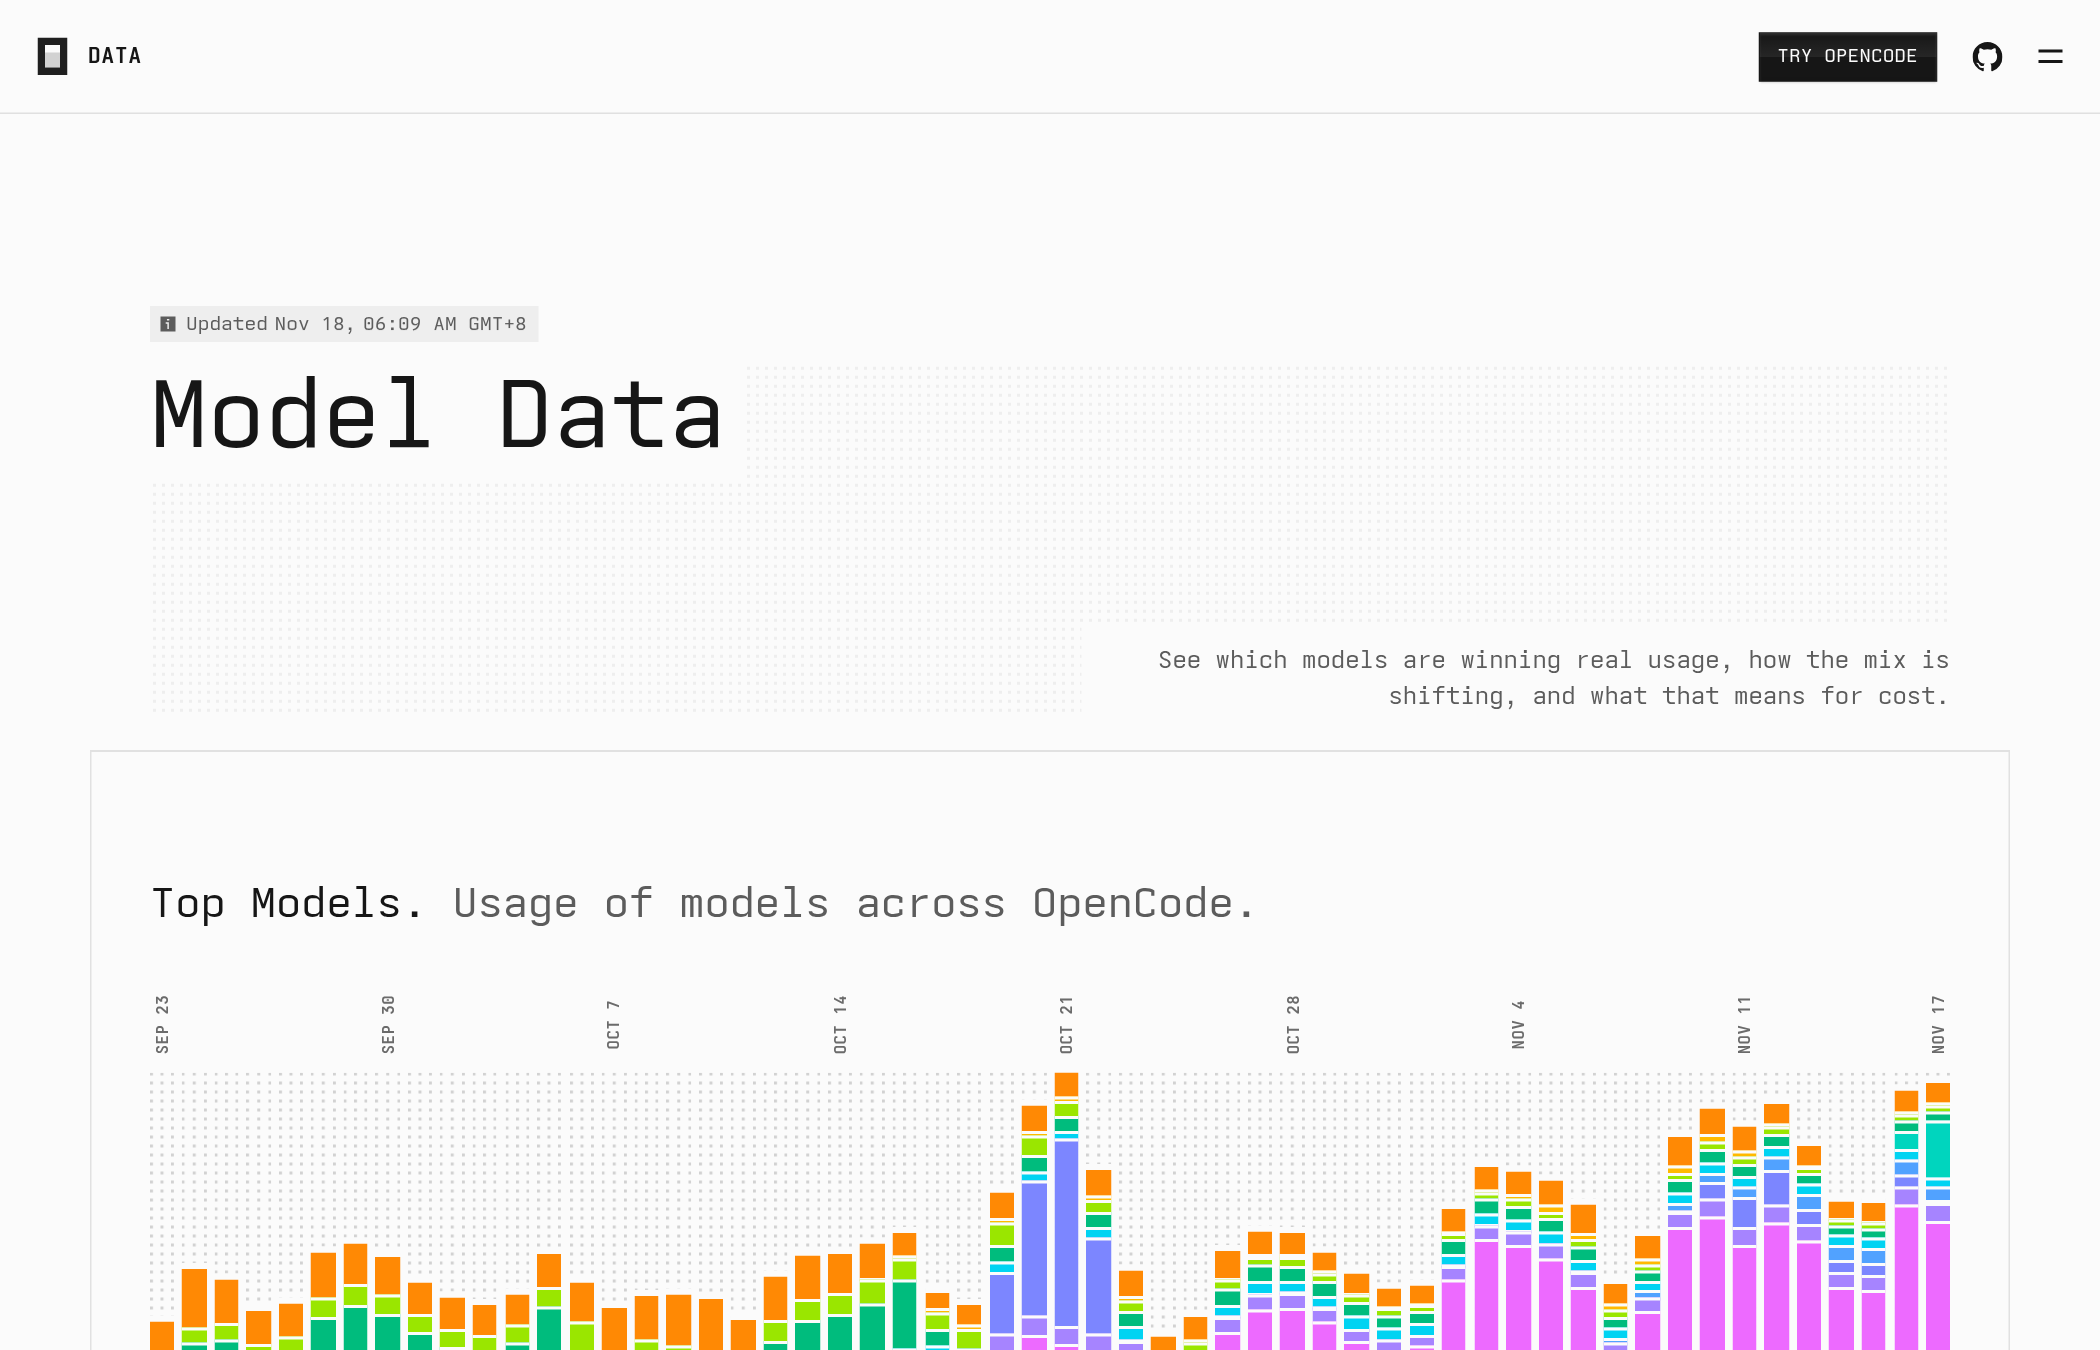 DATA
TRY OPENCODE
Updated Nov 18, 06:09 AM GMT+8
Model Data
See which models are winning real usage, how the mix is
shifting, and what that means for cost.
Top Models. Usage of models across OpenCode.
SEP 23
SEP 30
OCT 7
OCT 14
OCT 21
OCT 28
NOV 4
NOV 11
NOV 17